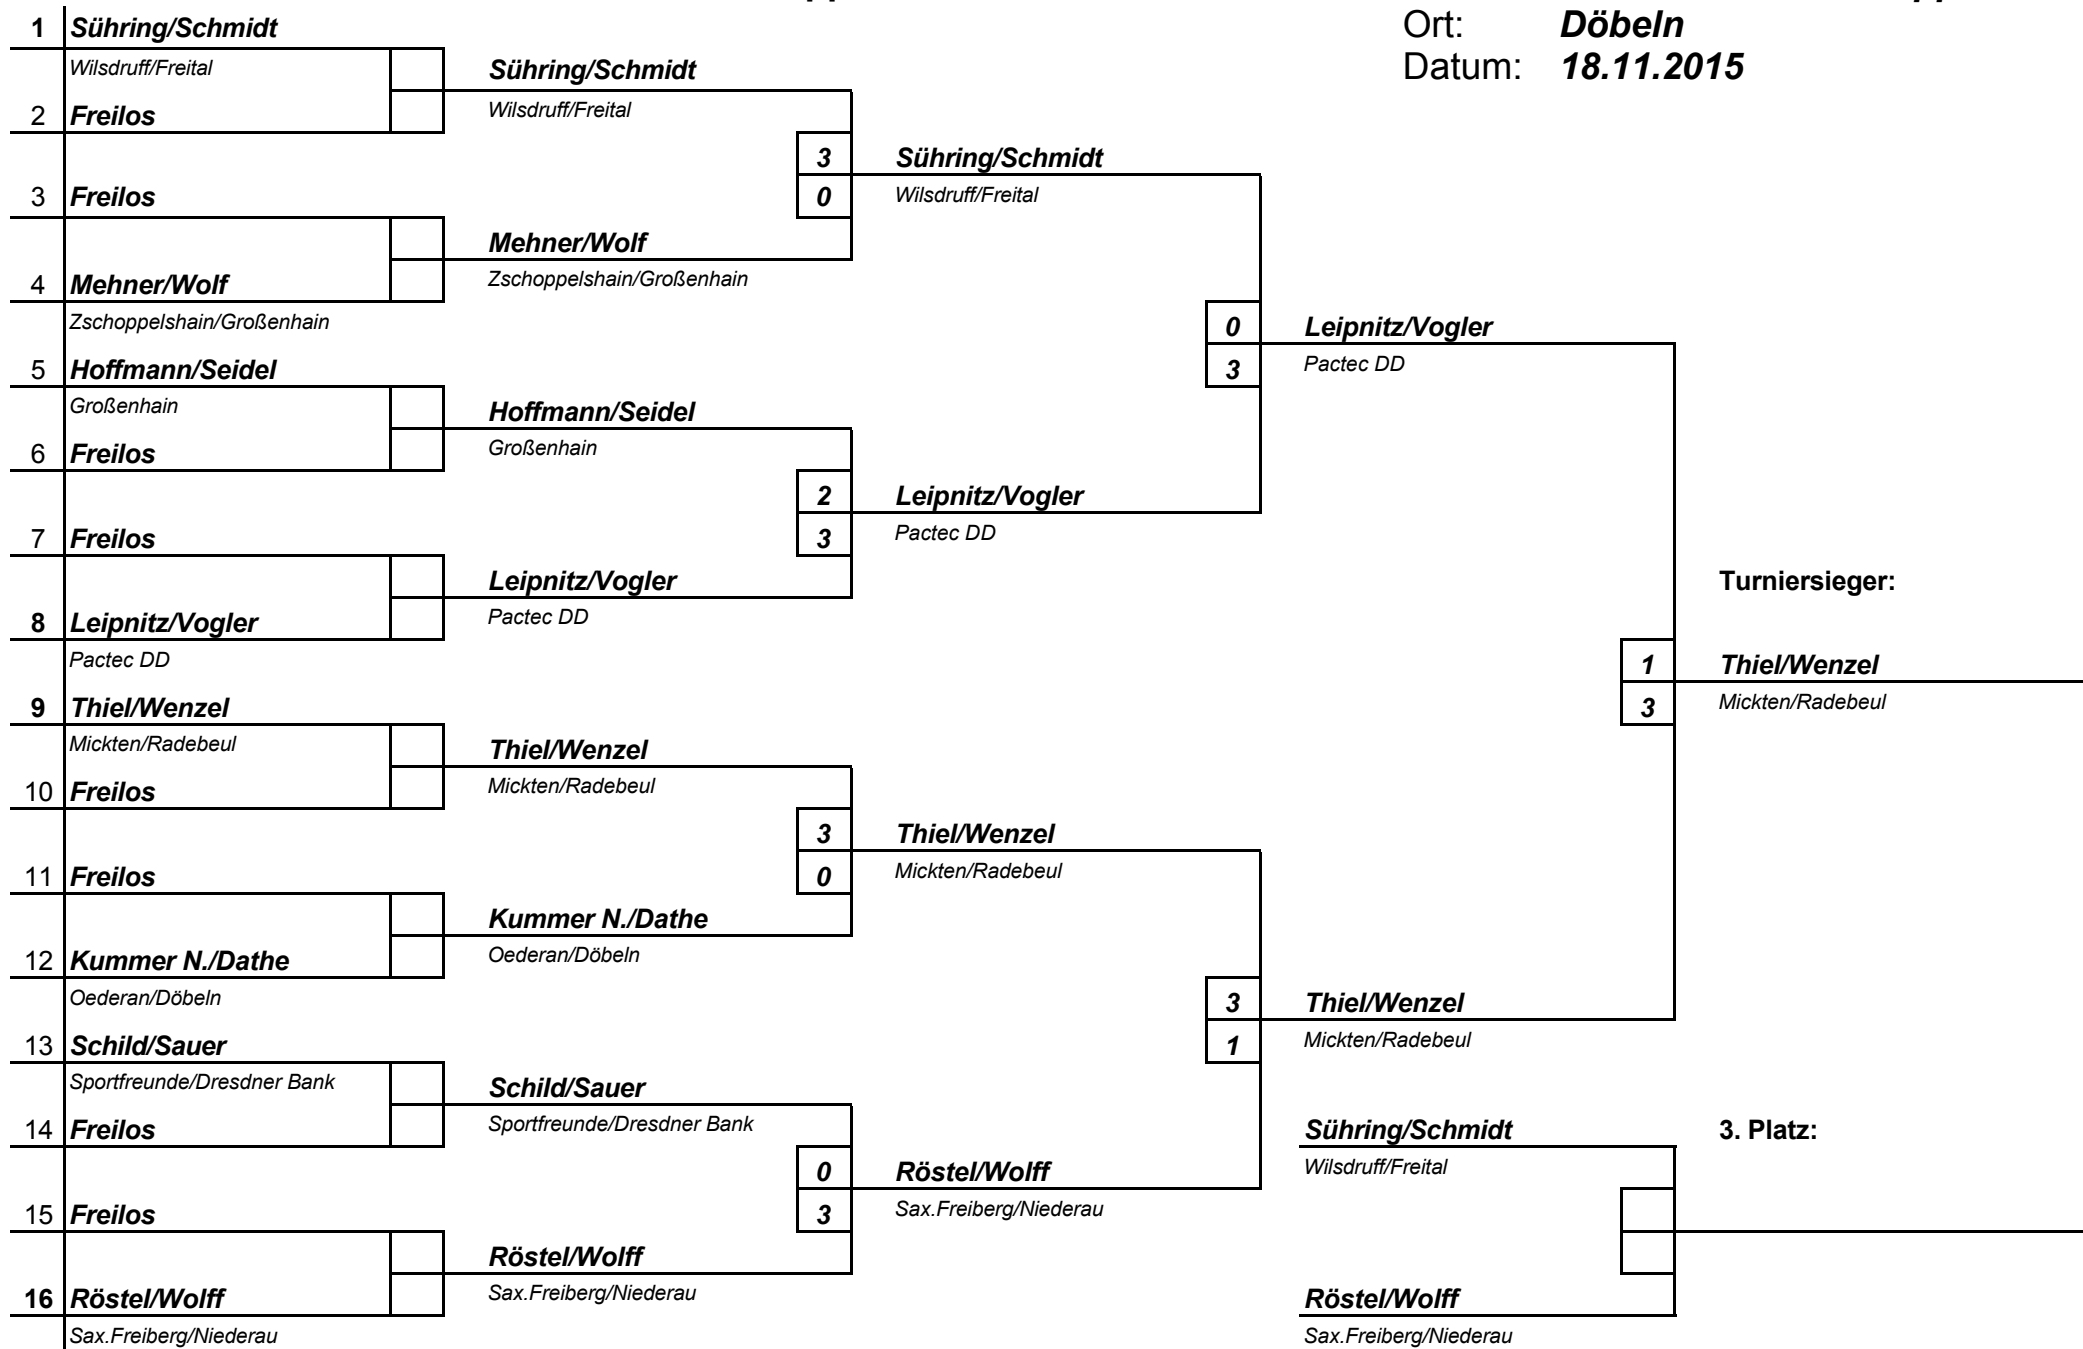 Ort: Döbeln
Datum: 18.11.2015
1 Sühring/Schmidt
Wilsdruff/Freital
2 Freilos
3 Freilos
4 Mehner/Wolf
Zschoppelshain/Großenhain
5 Hoffmann/Seidel
Großenhain
6 Freilos
7 Freilos
8 Leipnitz/Vogler
Pactec DD
9 Thiel/Wenzel
Mickten/Radebeul
10 Freilos
11 Freilos
12 Kummer N./Dathe
Oederan/Döbeln
13 Schild/Sauer
Sportfreunde/Dresdner Bank
14 Freilos
15 Freilos
16 Röstel/Wolff
Sax.Freiberg/Niederau
Sühring/Schmidt
Wilsdruff/Freital
Mehner/Wolf
Zschoppelshain/Großenhain
Hoffmann/Seidel
Großenhain
Leipnitz/Vogler
Pactec DD
Thiel/Wenzel
Mickten/Radebeul
Kummer N./Dathe
Oederan/Döbeln
Schild/Sauer
Sportfreunde/Dresdner Bank
Röstel/Wolff
Sax.Freiberg/Niederau
3 Sühring/Schmidt
0 Wilsdruff/Freital
2 Leipnitz/Vogler
3 Pactec DD
3 Thiel/Wenzel
0 Mickten/Radebeul
0 Röstel/Wolff
3 Sax.Freiberg/Niederau
0 Leipnitz/Vogler
3 Pactec DD
3 Thiel/Wenzel
1 Mickten/Radebeul
Turniersieger:
1 Thiel/Wenzel
3 Mickten/Radebeul
Sühring/Schmidt 3. Platz:
Wilsdruff/Freital
Röstel/Wolff
Sax.Freiberg/Niederau